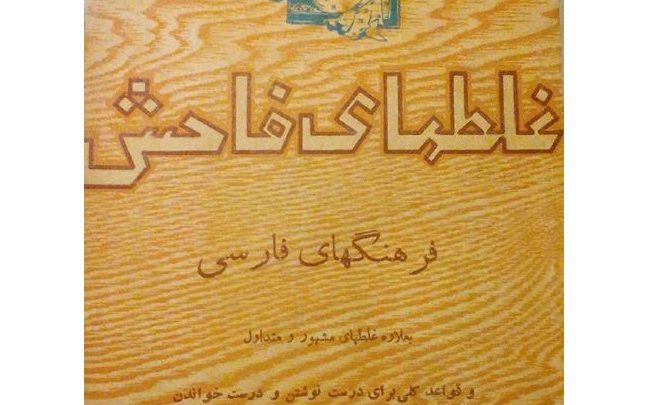 غلطهای فاحش
فرهنگهای فارسی
بعلاوه غلطهای مشهور و متداول
و قواعد کلی برای درست نوشتن و درست خواندن